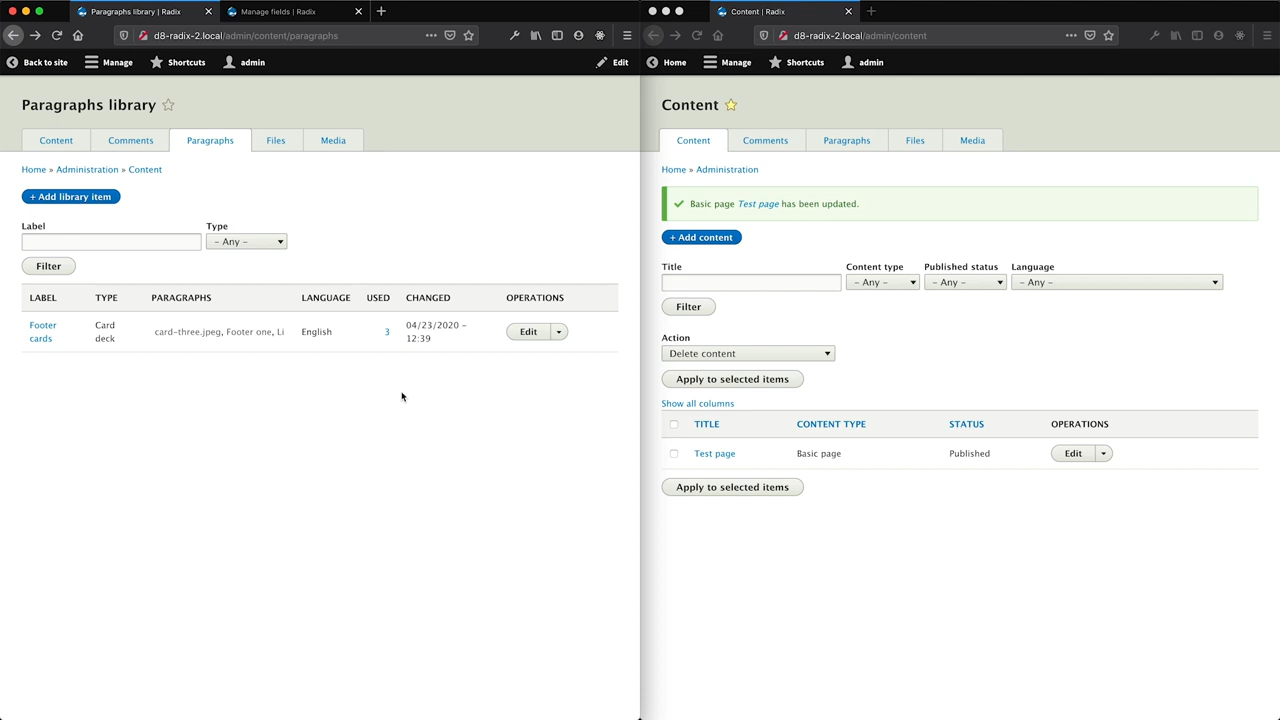 Paragraphs library | Radix
Manage fields | Radix
d8-radix-2.local/admin/content/paragraphs
Back to site
Manage
Shortcuts
admin
Edit
Paragraphs library
Content
Comments
Paragraphs
Files
Media
Home » Administration » Content
+ Add library item
Label
Type
- Any -
Filter
LABEL TYPE PARAGRAPHS LANGUAGE USED CHANGED OPERATIONS
Footer cards
Card deck
card-three.jpeg, Footer one, Li
English
3
04/23/2020 - 12:39
Edit
Content | Radix
d8-radix-2.local/admin/content
Home
Manage
Shortcuts
admin
Content
Content
Comments
Paragraphs
Files
Media
Home » Administration
Basic page Test page has been updated.
+ Add content
Title
Content type
Published status
Language
- Any -
- Any -
- Any -
Filter
Action
Delete content
Apply to selected items
Show all columns
TITLE CONTENT TYPE STATUS OPERATIONS
Test page Basic page Published Edit
Apply to selected items